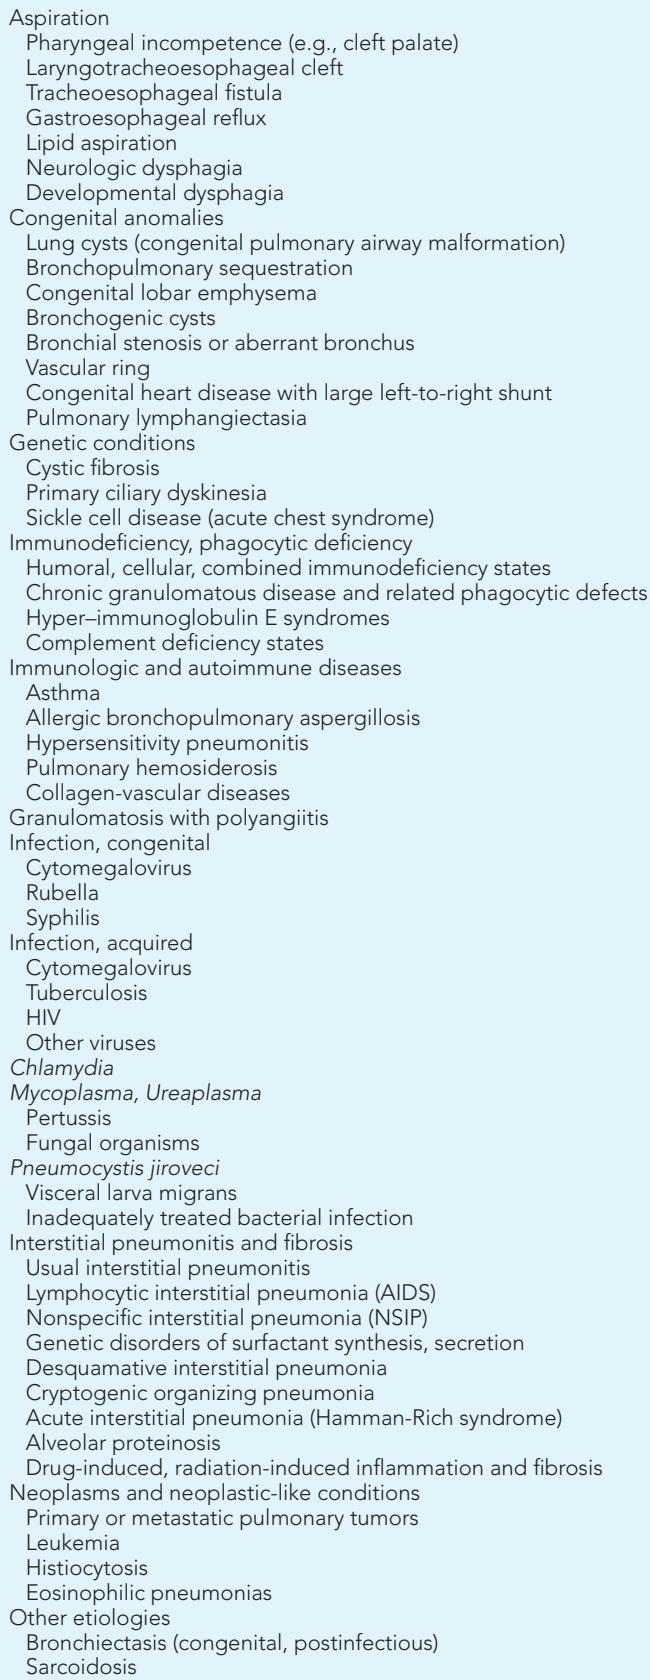 Aspiration
Pharyngeal incompetence (e.g., cleft palate)
Laryngotracheoesophageal cleft
Tracheoesophageal fistula
Gastroesophageal reflux
Lipid aspiration
Neurologic dysphagia
Developmental dysphagia
Congenital anomalies
Lung cysts (congenital pulmonary airway malformation)
Bronchopulmonary sequestration
Congenital lobar emphysema
Bronchogenic cysts
Bronchial stenosis or aberrant bronchus
Vascular ring
Congenital heart disease with large left-to-right shunt
Pulmonary lymphangiectasia
Genetic conditions
Cystic fibrosis
Primary ciliary dyskinesia
Sickle cell disease (acute chest syndrome)
Immunodeficiency, phagocytic deficiency
Humoral, cellular, combined immunodeficiency states
Chronic granulomatous disease and related phagocytic defects
Hyper–immunoglobulin E syndromes
Complement deficiency states
Immunologic and autoimmune diseases
Asthma
Allergic bronchopulmonary aspergillosis
Hypersensitivity pneumonitis
Pulmonary hemosiderosis
Collagen-vascular diseases
Granulomatosis with polyangiitis
Infection, congenital
Cytomegalovirus
Rubella
Syphilis
Infection, acquired
Cytomegalovirus
Tuberculosis
HIV
Other viruses
Chlamydia
Mycoplasma, Ureaplasma
Pertussis
Fungal organisms
Pneumocystis jiroveci
Visceral larva migrans
Inadequately treated bacterial infection
Interstitial pneumonitis and fibrosis
Usual interstitial pneumonitis
Lymphocytic interstitial pneumonia (AIDS)
Nonspecific interstitial pneumonia (NSIP)
Genetic disorders of surfactant synthesis, secretion
Desquamative interstitial pneumonia
Cryptogenic organizing pneumonia
Acute interstitial pneumonia (Hamman-Rich syndrome)
Alveolar proteinosis
Drug-induced, radiation-induced inflammation and fibrosis
Neoplasms and neoplastic-like conditions
Primary or metastatic pulmonary tumors
Leukemia
Histiocytosis
Eosinophilic pneumonias
Other etiologies
Bronchiectasis (congenital, postinfectious)
Sarcoidosis